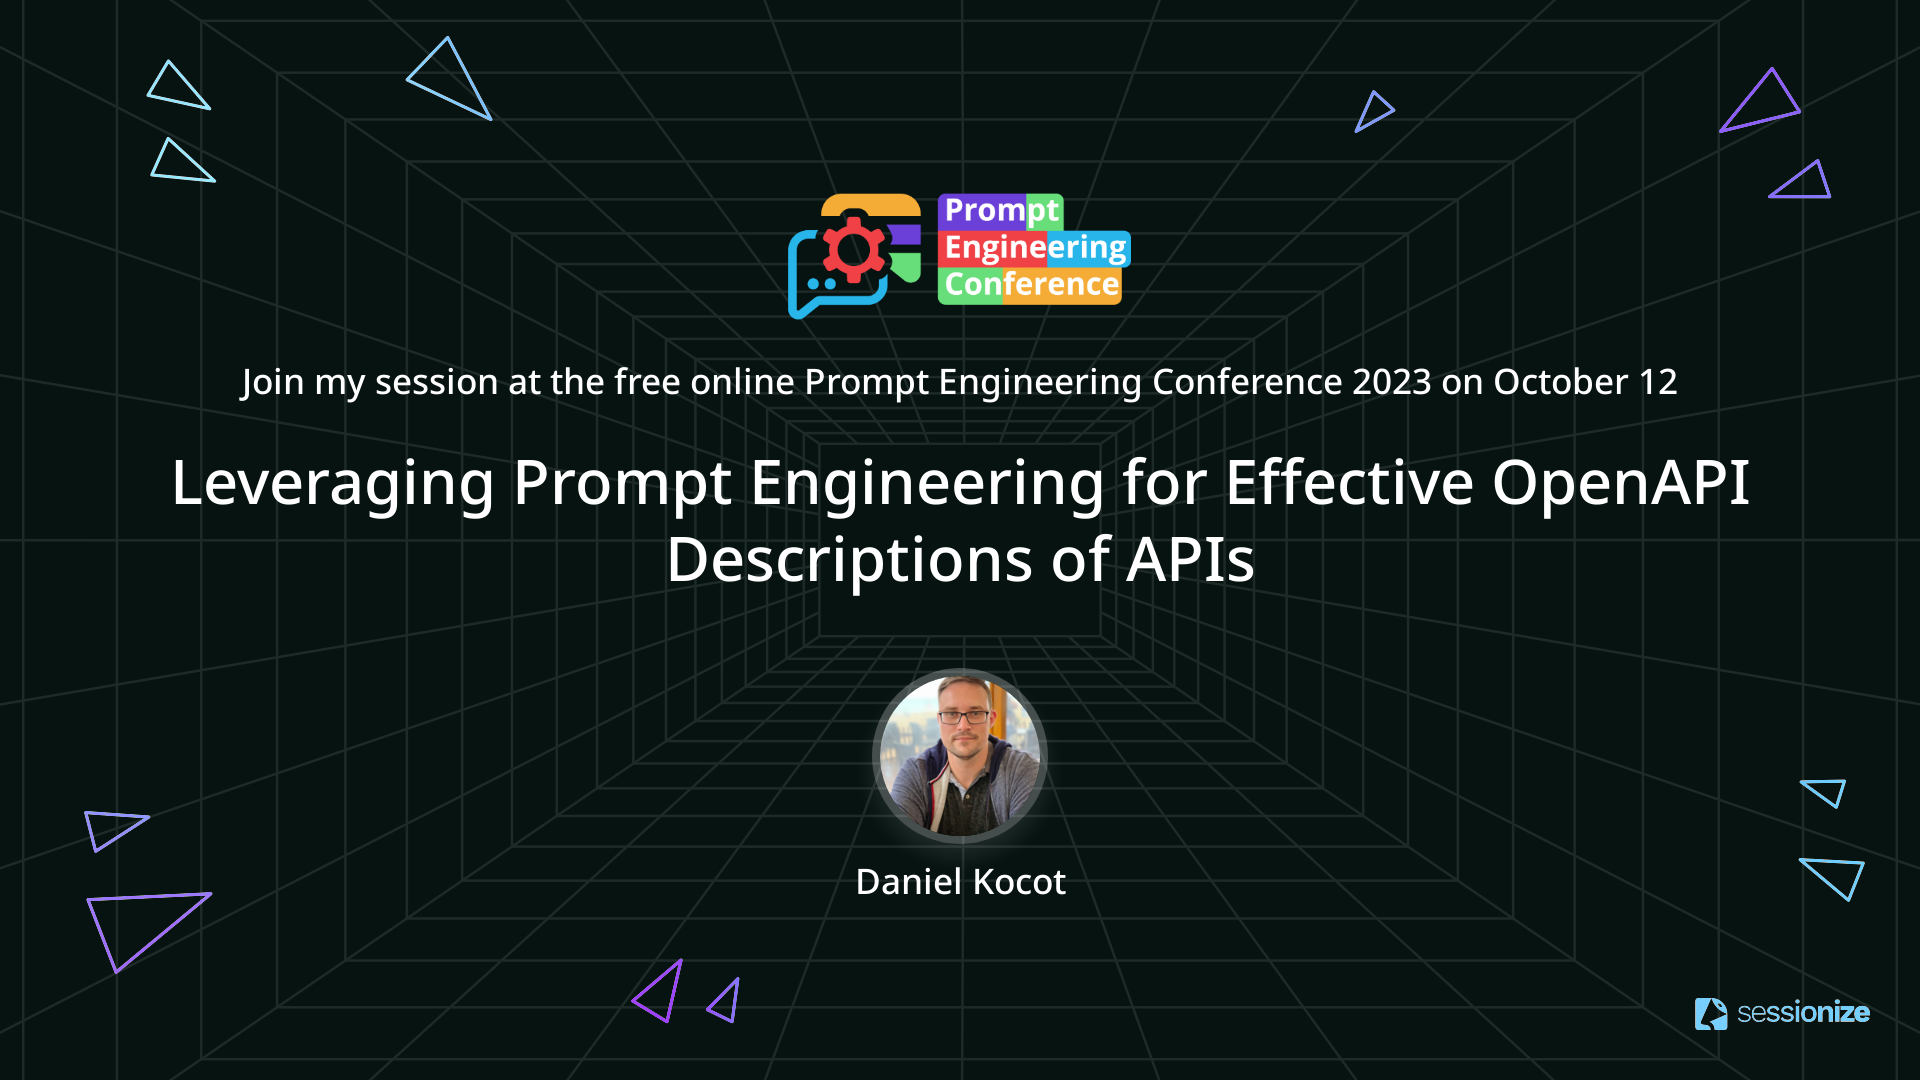 Prompt
Engineering
Conference
Join my session at the free online Prompt Engineering Conference 2023 on October 12
Leveraging Prompt Engineering for Effective OpenAPI
Descriptions of APIs
Daniel Kocot
sessionize